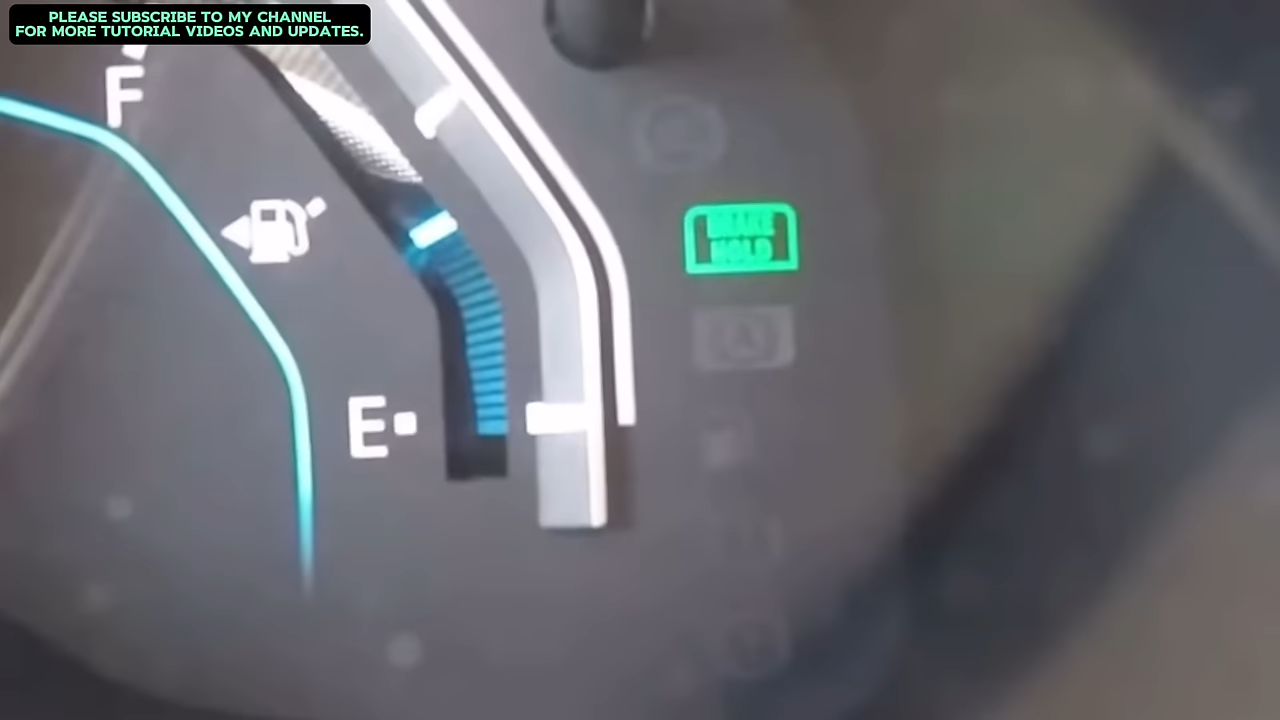 PLEASE SUBSCRIBE TO MY CHANNEL
FOR MORE TUTORIAL VIDEOS AND UPDATES.
F
BRAKE
HOLD
E